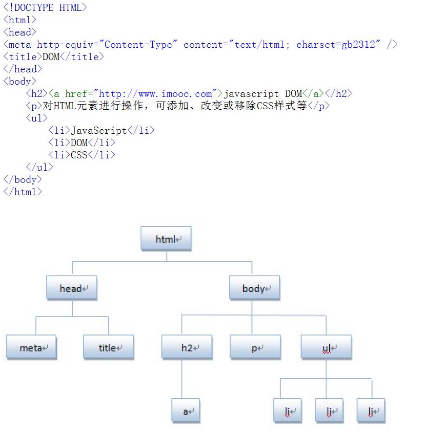 <!DOCTYPE HTML>
<html>
<head>
<meta http-equiv="Content-Type" content="text/html; charset=gb2312" />
<title>DOM</title>
</head>
<body>
<h2><a href="http://www.imooc.com">javascript DOM</a></h2>
<p>对HTML元素进行操作，可添加、改变或移除CSS样式等</p>
<ul>
<li>JavaScript</li>
<li>DOM</li>
<li>CSS</li>
</ul>
</body>
</html>
html
head body
meta title h2 p ul
a li li li